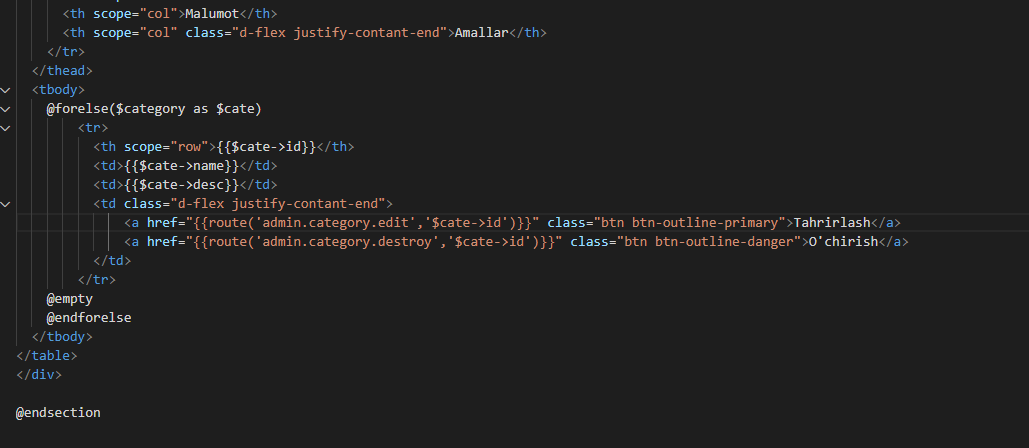 <th scope="col">Malumot</th>
<th scope="col" class="d-flex justify-contant-end">Amallar</th>
</tr>
</thead>
<tbody>
@forelse($category as $cate)
<tr>
<th scope="row">{{$cate->id}}</th>
<td>{{$cate->name}}</td>
<td>{{$cate->desc}}</td>
<td class="d-flex justify-contant-end">
<a href="{{route('admin.category.edit','$cate->id')}}" class="btn btn-outline-primary">Tahrirlash</a>
<a href="{{route('admin.category.destroy','$cate->id')}}" class="btn btn-outline-danger">O'chirish</a>
</td>
</tr>
@empty
@endforelse
</tbody>
</table>
</div>
@endsection